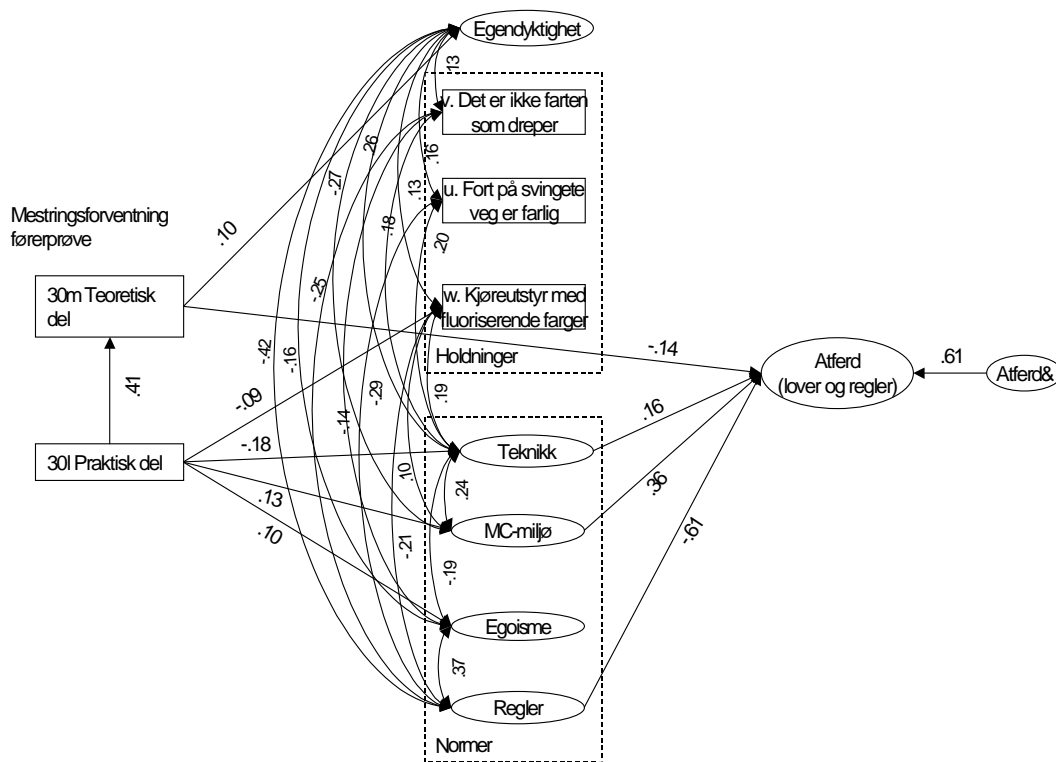 Egendyktighet
.13
v. Det er ikke farten
som dreper
.26
.16
-.27
.13
u. Fort på svingete
veg er farlig
Mestringsforventning
førerprøve
.10
.18
.20
-.25
30m Teoretisk
del
w. Kjøreutstyr med
fluoriserende farger
Holdninger
-.14
-.42
-.16
Atferd
(lover og regler)
.61
Atferd&
.41
-.09
-.29
.19
-.14
.16
30l Praktisk del
-.18
Teknikk
.10
.24
.36
.13
MC-miljø
.10
-.21
-.61
-.19
Egoisme
.37
Regler
Normer